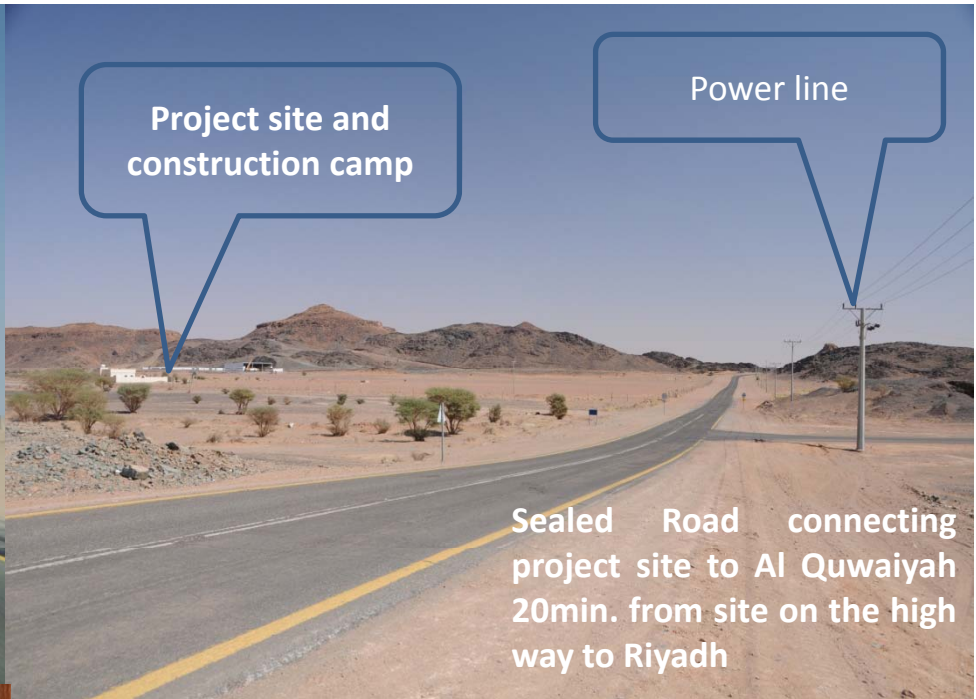 Project site and
construction camp
Power line
Sealed Road connecting
project site to Al Quwaiyah
20min. from site on the high
way to Riyadh